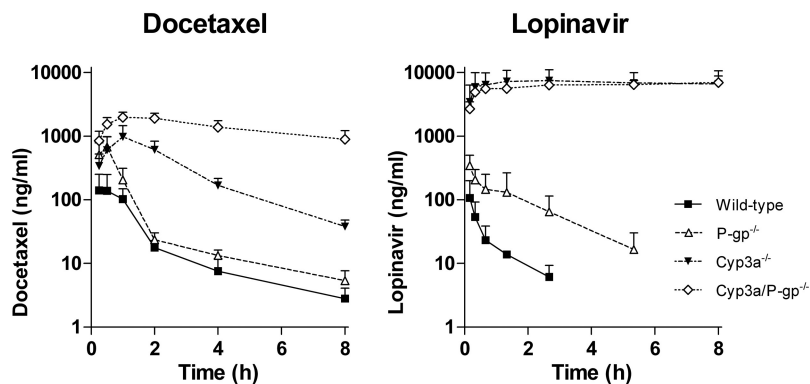 Docetaxel
Lopinavir
Docetaxel (ng/ml)
10000
1000
100
10
1
0
2
4
6
8
Time (h)
Lopinavir (ng/ml)
10000
1000
100
10
1
0
2
4
6
8
Time (h)
Wild-type
P-gp-/-
Cyp3a-/-
Cyp3a/P-gp-/-